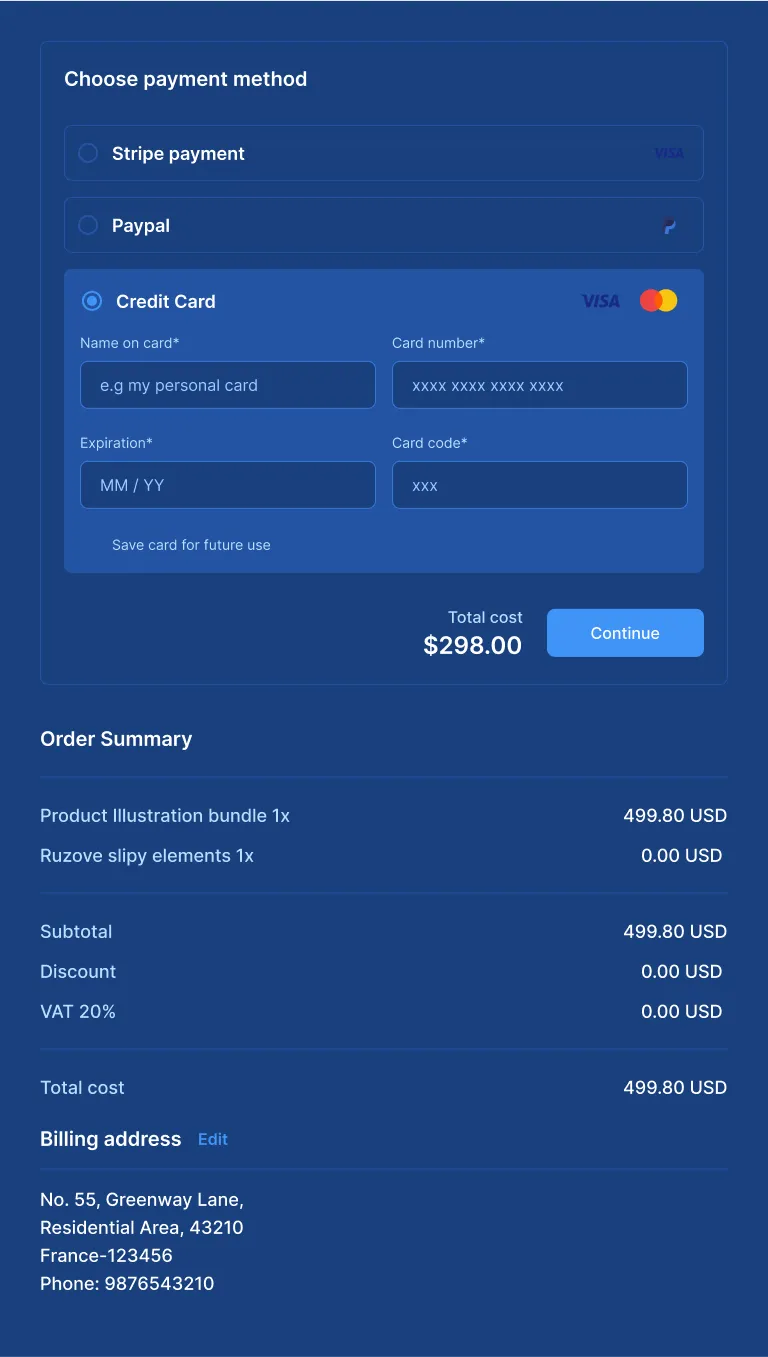 Choose payment method
Stripe payment VISA
Paypal
Credit Card VISA
Name on card* Card number*
e.g my personal card xxxx xxxx xxxx xxxx
Expiration* Card code*
MM / YY xxx
Save card for future use
Total cost
$298.00 Continue
Order Summary
Product Illustration bundle 1x 499.80 USD
Ruzove slipy elements 1x 0.00 USD
Subtotal 499.80 USD
Discount 0.00 USD
VAT 20% 0.00 USD
Total cost 499.80 USD
Billing address Edit
No. 55, Greenway Lane,
Residential Area, 43210
France-123456
Phone: 9876543210